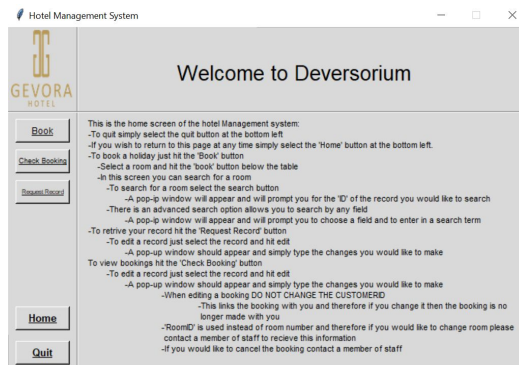 Hotel Management System
GEVORA
HOTEL
Welcome to Deversorium
Book
Check Booking
Request Record
Home
Quit
This is the home screen of the hotel Management system:
-To quit simply select the quit button at the bottom left
-If you wish to return to this page at any time simply select the 'Home' button at the bottom left.
-To book a holiday just hit the 'Book' button
-Select a room and hit the 'book' button below the table
-In this screen you can search for a room
-To search for a room select the search button
-A pop-ip window will appear and will prompt you for the 'ID' of the record you would like to search
-There is an advanced search option allows you to search by any field
-A pop-ip window will appear and will prompt you to choose a field and to enter in a search term
-To retrive your record hit the 'Request Record' button
-To edit a record just select the record and hit edit
-A pop-up window should appear and simply type the changes you would like to make
To view bookings hit the 'Check Booking' button
-To edit a record just select the record and hit edit
-A pop-up window should appear and simply type the changes you would like to make
-When editing a booking DO NOT CHANGE THE CUSTOMERID
-This links the booking with you and therefore if you change it then the booking is no
longer made with you
-'RoomID' is used instead of room number and therefore if you would like to change room please
contact a member of staff to recieve this information
-If you would like to cancel the booking contact a member of staff